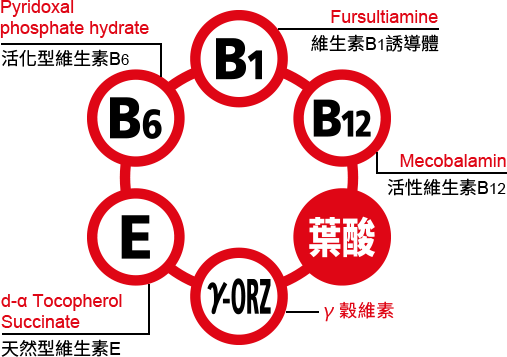 Pyridoxal
phosphate hydrate
活化型維生素B6
Fursultiamine
維生素B1誘導體
B1
B6
B12
Mecobalamin
活性維生素B12
E
葉酸
γ-ORZ
γ 穀維素
d-α Tocopherol
Succinate
天然型維生素E